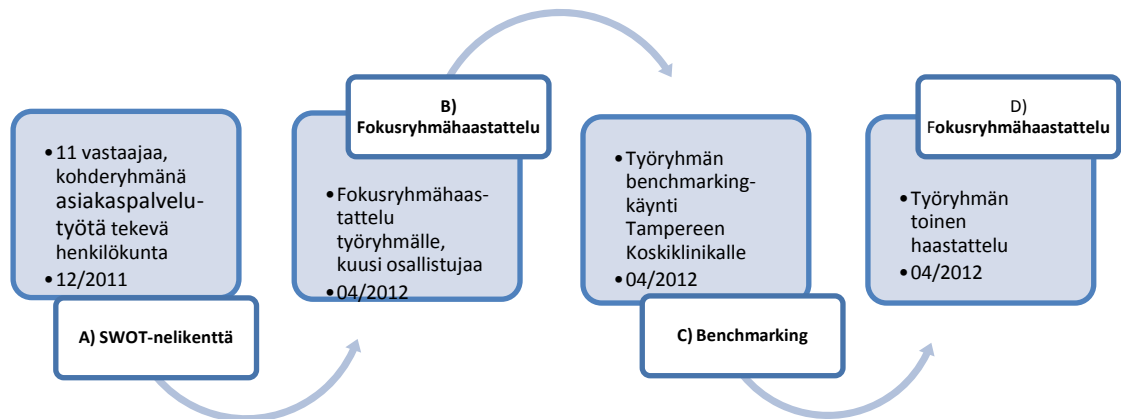 •11 vastaajaa,
kohderyhmänä
asiakaspalvelu-
työtä tekevä
henkilökunta
•12/2011
A) SWOT-nelikenttä
B)
Fokusryhmähaastattelu
•Fokusryhmähaas-
tattelu
työryhmälle,
kuusi osallistujaa
•04/2012
•Työryhmän
benchmarking-
käynti
Tampereen
Koskiklinikalle
•04/2012
C) Benchmarking
D)
Fokusryhmähaastattelu
•Työryhmän
toinen
haastattelu
•04/2012